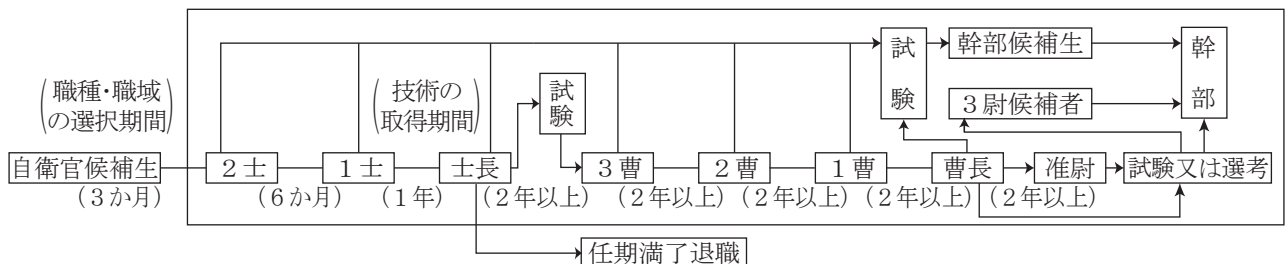 試験
幹部候補生
幹部
職種・職域
の選択期間
技術の
取得期間
試験
3尉候補者
自衛官候補生
2士
1士
士長
3曹
2曹
1曹
曹長
准尉
試験又は選考
(3か月)
(6か月)
(1年)
(2年以上)
(2年以上)
(2年以上)
(2年以上)
(2年以上)
任期満了退職